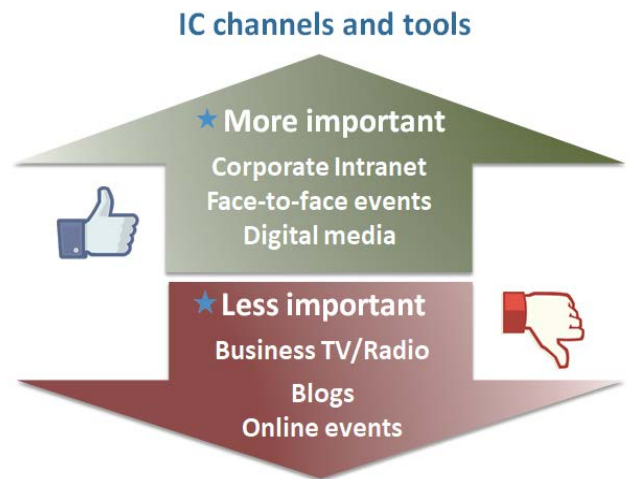 IC channels and tools
More important
Corporate Intranet
Face-to-face events
Digital media
Less important
Business TV/Radio
Blogs
Online events